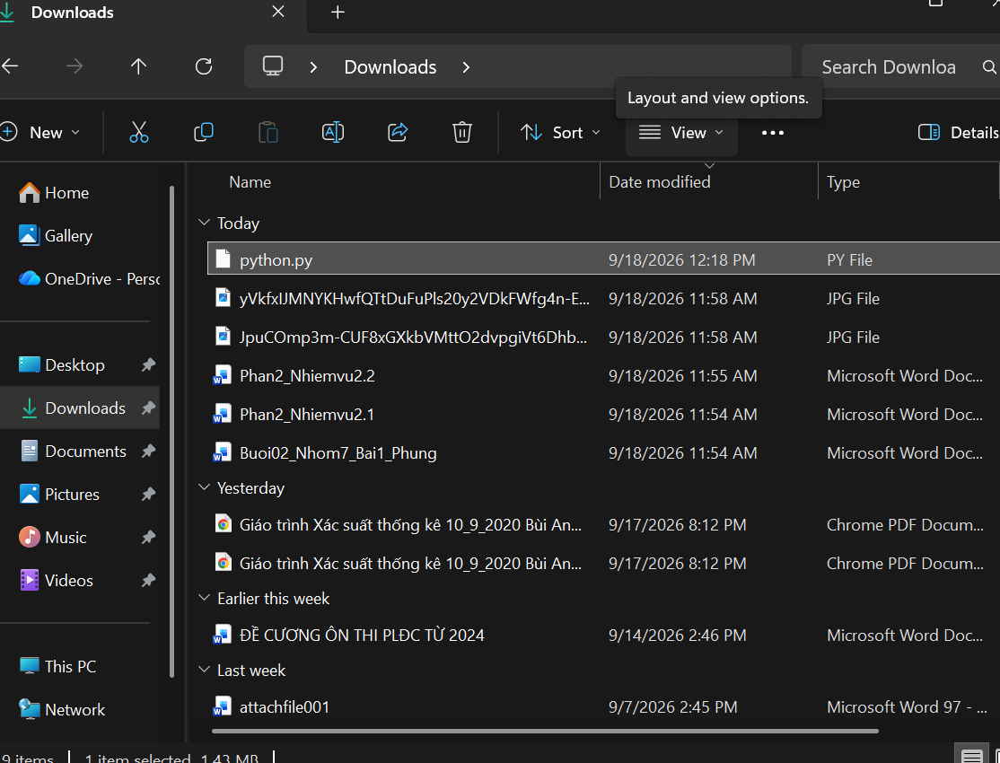 Downloads
Downloads
Search Downloa
Layout and view options.
New
Sort
View
Details
Home
Gallery
OneDrive - Perso
Desktop
Downloads
Documents
Pictures
Music
Videos
This PC
Network
Name Date modified Type
Today
python.py 9/18/2026 12:18 PM PY File
yVkfxIJMNYKHwfQTtDuFuPls20y2VDkFWfg4n-E... 9/18/2026 11:58 AM JPG File
JpuCOmp3m-CUF8xGXkbVMttO2dvpgiVt6Dhb... 9/18/2026 11:58 AM JPG File
Phan2_Nhiemvu2.2 9/18/2026 11:55 AM Microsoft Word Doc...
Phan2_Nhiemvu2.1 9/18/2026 11:54 AM Microsoft Word Doc...
Buoi02_Nhom7_Bai1_Phung 9/18/2026 11:54 AM Microsoft Word Doc...
Yesterday
Giáo trình Xác suất thống kê 10_9_2020 Bùi An... 9/17/2026 8:12 PM Chrome PDF Docum...
Giáo trình Xác suất thống kê 10_9_2020 Bùi An... 9/17/2026 8:12 PM Chrome PDF Docum...
Earlier this week
ĐỀ CƯƠNG ÔN THI PLĐC TỪ 2024 9/14/2026 2:46 PM Microsoft Word Doc...
Last week
attachfile001 9/7/2026 2:45 PM Microsoft Word 97 - ...
9 items 1 item selected 1.43 MB